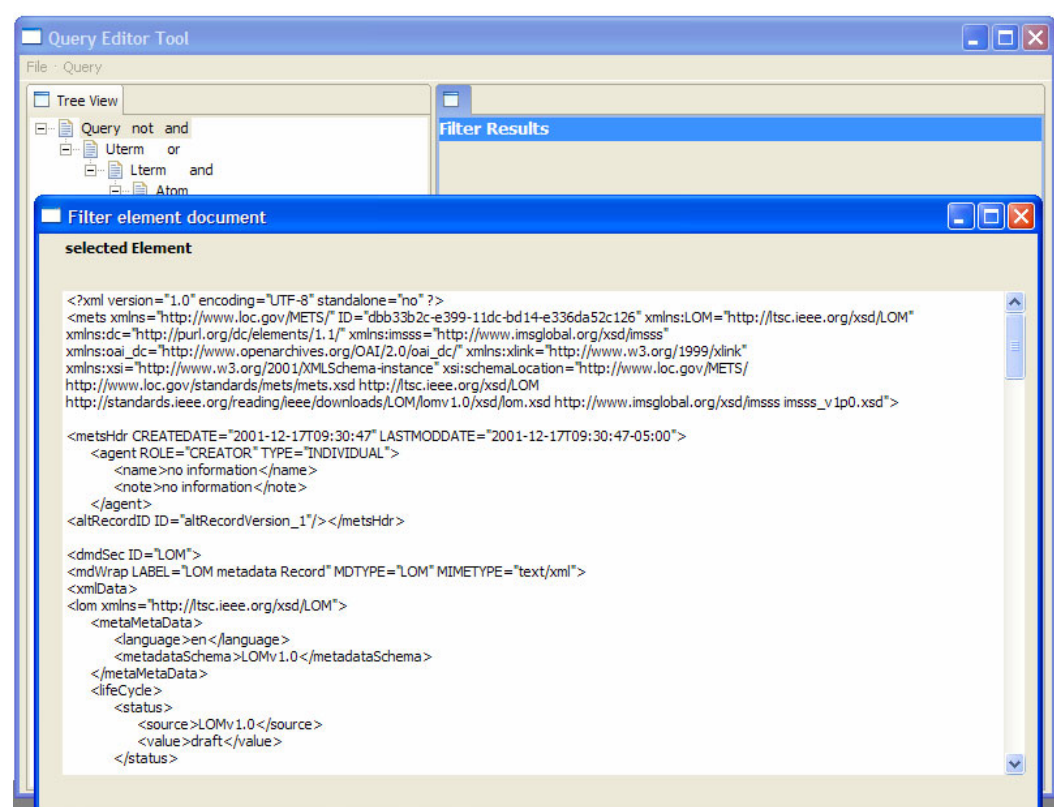 Query Editor Tool
File · Query
Tree View
Query not and
Filter Results
Uterm or
Lterm and
Atom
Filter element document
selected Element
<?xml version="1.0" encoding="UTF-8" standalone="no" ?>
<mets xmlns="http://www.loc.gov/METS/" ID="dbb33b2c-e399-11dc-bd14-e336da52c126" xmlns:LOM="http://ltsc.ieee.org/xsd/LOM"
xmlns:dc="http://purl.org/dc/elements/1.1/" xmlns:imsss="http://www.imsglobal.org/xsd/imsss"
xmlns:oai_dc="http://www.openarchives.org/OAI/2.0/oai_dc/" xmlns:xlink="http://www.w3.org/1999/xlink"
xmlns:xsi="http://www.w3.org/2001/XMLSchema-instance" xsi:schemaLocation="http://www.loc.gov/METS/
http://www.loc.gov/standards/mets/mets.xsd http://ltsc.ieee.org/xsd/LOM
http://standards.ieee.org/reading/ieee/downloads/LOM/lomv1.0/xsd/lom.xsd http://www.imsglobal.org/xsd/imsss imsss_v1p0.xsd">
<metsHdr CREATEDATE="2001-12-17T09:30:47" LASTMODDATE="2001-12-17T09:30:47-05:00">
<agent ROLE="CREATOR" TYPE="INDIVIDUAL">
<name>no information</name>
<note>no information</note>
</agent>
<altRecordID ID="altRecordVersion_1"/></metsHdr>
<dmdSec ID="LOM">
<mdWrap LABEL="LOM metadata Record" MDTYPE="LOM" MIMETYPE="text/xml">
<xmlData>
<lom xmlns="http://ltsc.ieee.org/xsd/LOM">
<metaMetaData>
<language>en</language>
<metadataSchema>LOMv1.0</metadataSchema>
</metaMetaData>
<lifeCycle>
<status>
<source>LOMv1.0</source>
<value>draft</value>
</status>